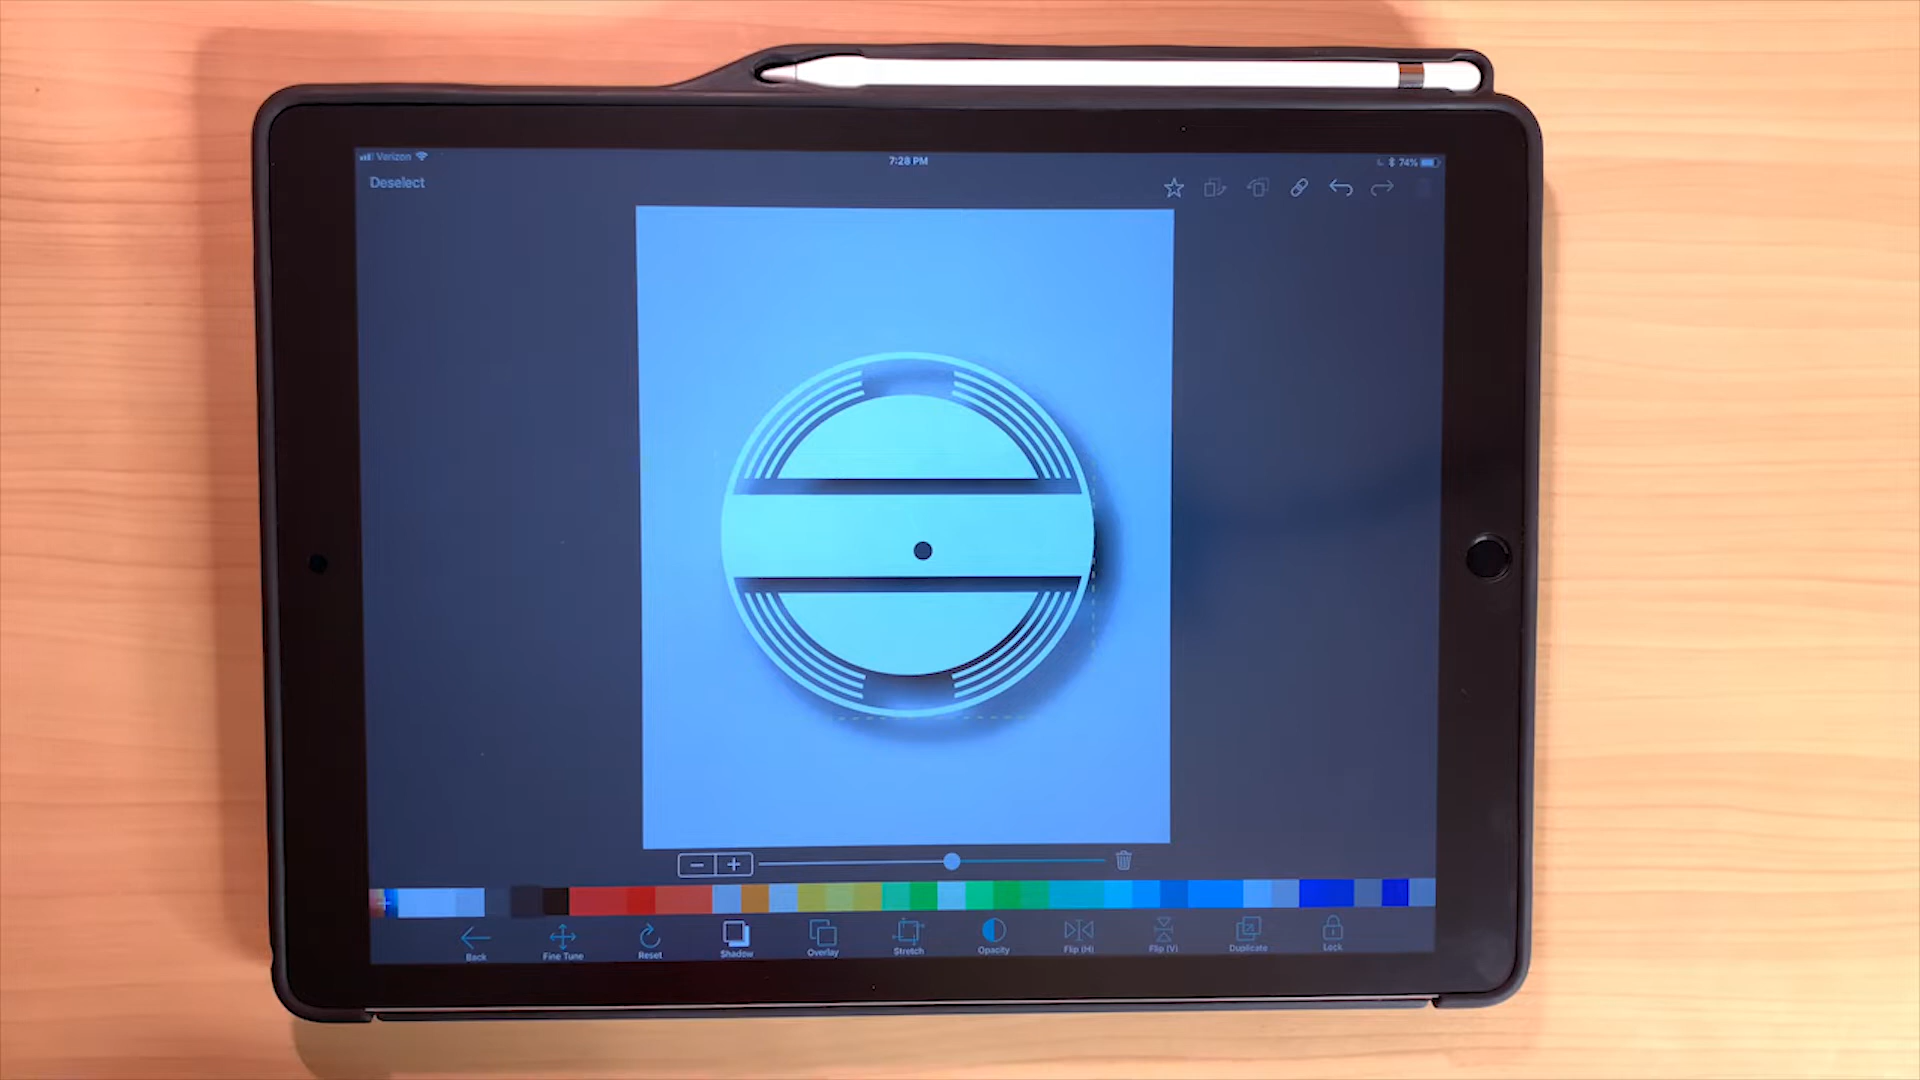 Verizon 7:28 PM 74%
Deselect
Back Fine Tune Reset Shadow Overlay Stretch Opacity Flip (H) Flip (V) Duplicate Lock